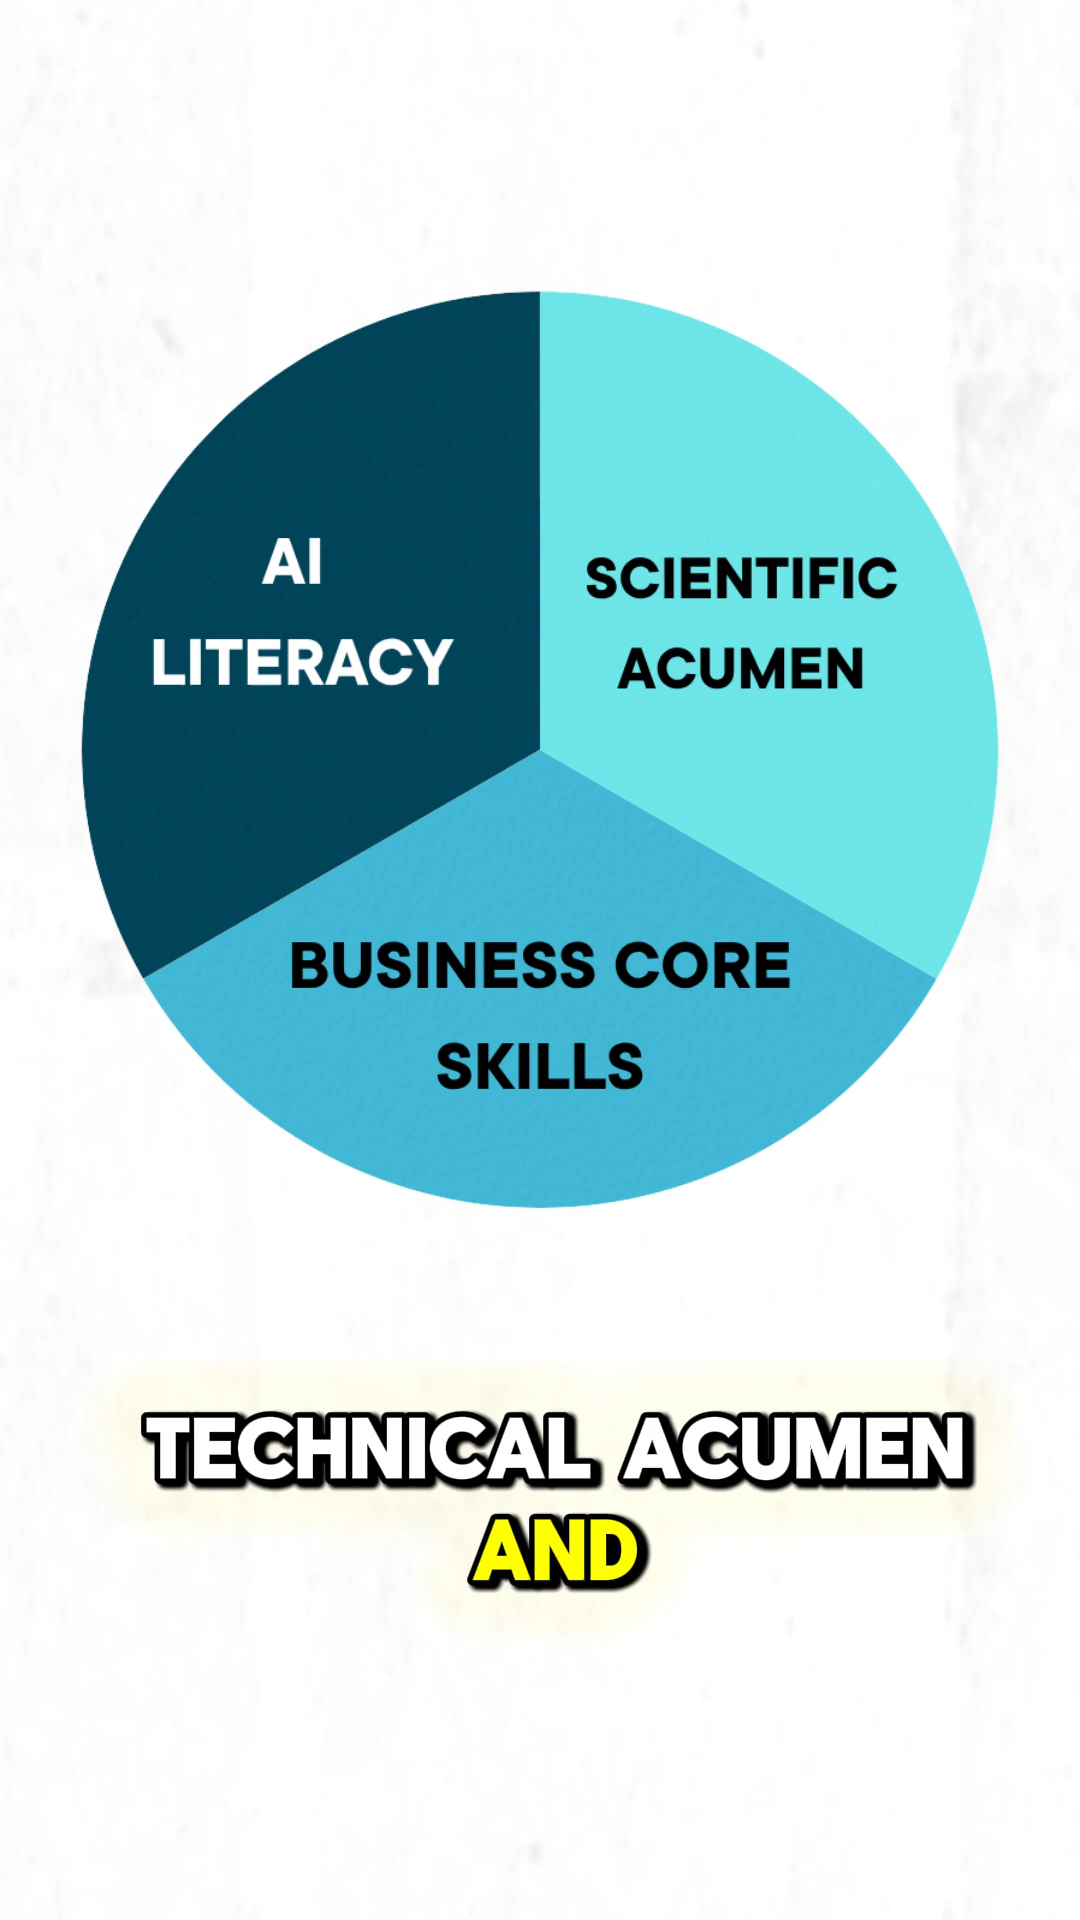 AI
LITERACY
SCIENTIFIC
ACUMEN
BUSINESS CORE
SKILLS
TECHNICAL ACUMEN
AND